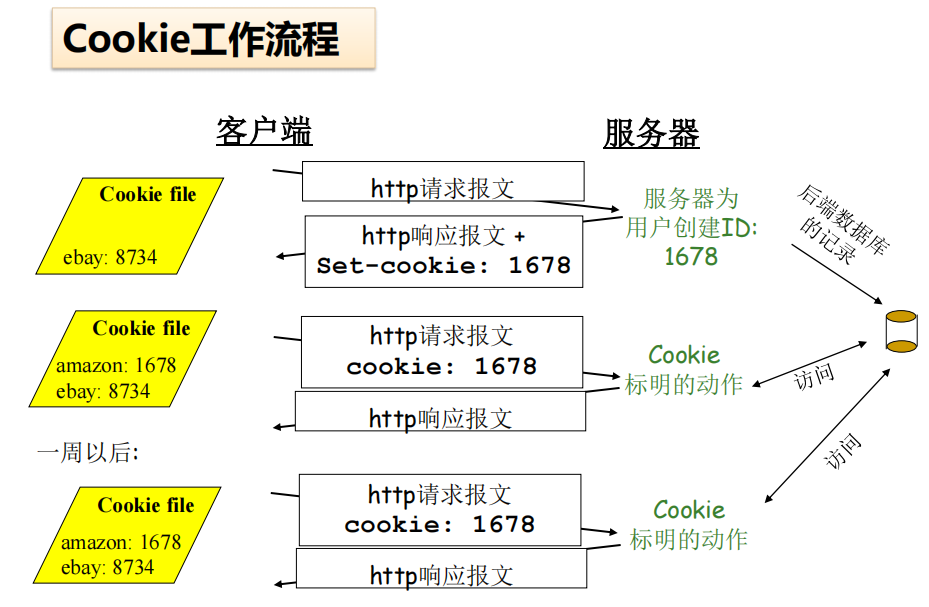 Cookie工作流程
客户端
服务器
Cookie file
ebay: 8734
http请求报文
http响应报文 +
Set-cookie: 1678
服务器为
用户创建ID:
1678
后端数据库
的记录
Cookie file
amazon: 1678
ebay: 8734
http请求报文
cookie: 1678
http响应报文
Cookie
标明的动作
访问
一周以后:
Cookie file
amazon: 1678
ebay: 8734
http请求报文
cookie: 1678
http响应报文
Cookie
标明的动作
访问